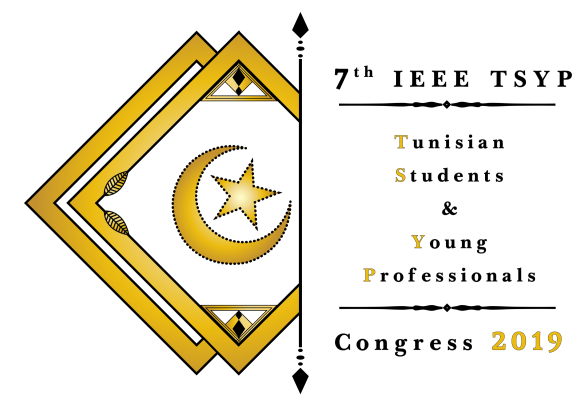 7th IEEE TSYP
Tunisian
Students
&
Young
Professionals
Congress 2019